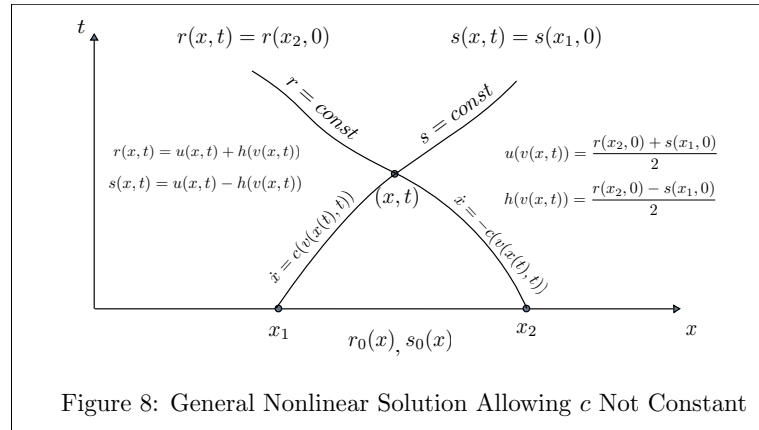 t
r(x, t) = r(x₂, 0)
s(x, t) = s(x₁, 0)
r = const
s = const
r(x, t) = u(x, t) + h(v(x, t))
s(x, t) = u(x, t) − h(v(x, t))
u(v(x, t)) = (r(x₂, 0) + s(x₁, 0))/2
h(v(x, t)) = (r(x₂, 0) − s(x₁, 0))/2
(x, t)
ẋ = c(v(x(t), t))
ẋ = −c(v(x(t), t))
x₁
x₂
x
r₀(x), s₀(x)
Figure 8: General Nonlinear Solution Allowing c Not Constant